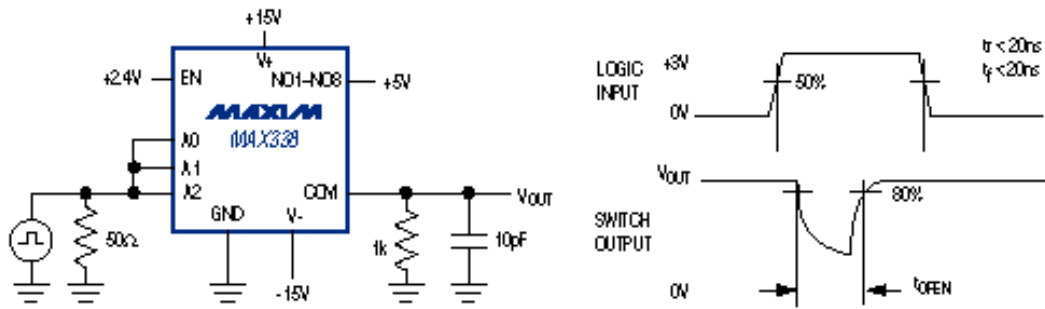 +15V
V+
+2.4V
EN
NO1–NO8
+5V
MAXIM
MAX338
A0
A1
A2
COM
VOUT
GND
V-
50Ω
1k
10pF
-15V
LOGIC
INPUT
+3V
0V
50%
tr < 20ns
tf < 20ns
VOUT
80%
SWITCH
OUTPUT
0V
tOPEN